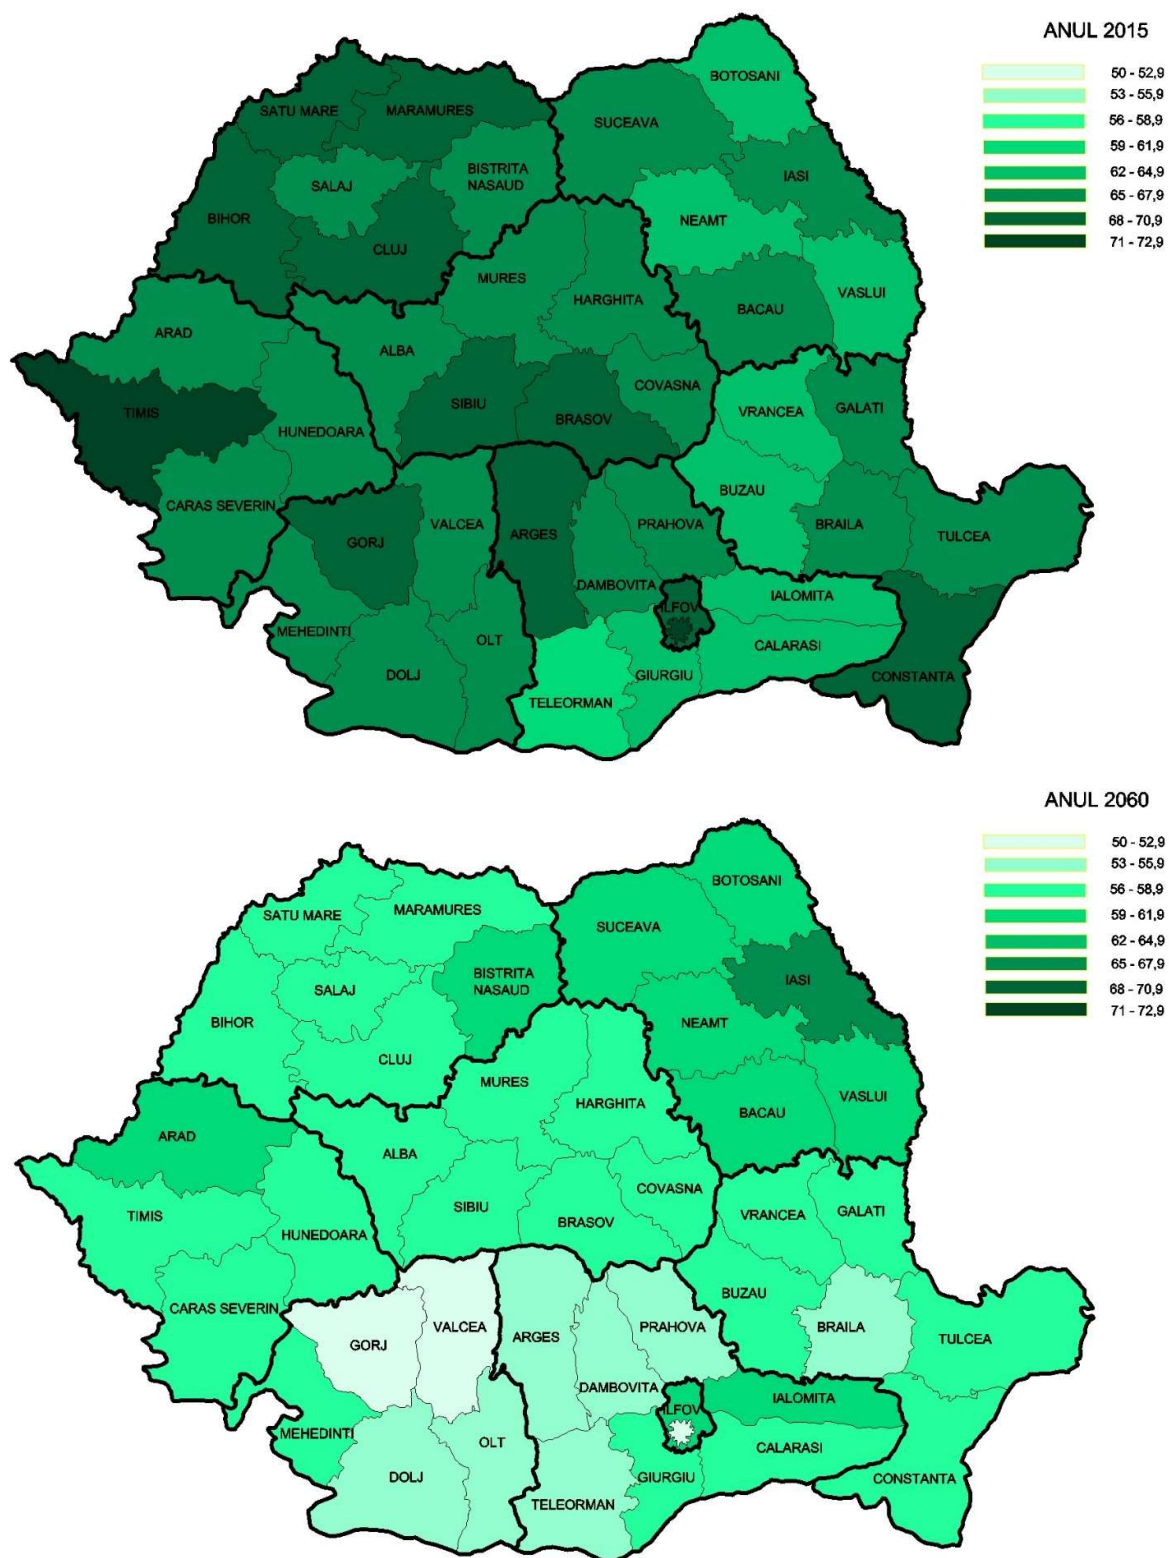 ANUL 2015
50 - 52,9
53 - 55,9
56 - 58,9
59 - 61,9
62 - 64,9
65 - 67,9
68 - 70,9
71 - 72,9
BOTOSANI
SATU MARE
MARAMURES
SUCEAVA
IASI
BISTRITA
NASAUD
SALAJ
BIHOR
NEAMT
CLUJ
MURES
HARGHITA
BACAU
VASLUI
ARAD
ALBA
COVASNA
TIMIS
SIBIU
BRASOV
VRANCEA
GALATI
HUNEDOARA
BUZAU
CARAS SEVERIN
VALCEA
PRAHOVA
BRAILA
GORJ
ARGES
TULCEA
DAMBOVITA
IALOMITA
ILFOV
MEHEDINTI
OLT
CALARASI
DOLJ
GIURGIU
CONSTANTA
TELEORMAN
ANUL 2060
50 - 52,9
53 - 55,9
56 - 58,9
59 - 61,9
62 - 64,9
65 - 67,9
68 - 70,9
71 - 72,9
BOTOSANI
SATU MARE
MARAMURES
SUCEAVA
BISTRITA
NASAUD
IASI
SALAJ
BIHOR
NEAMT
CLUJ
MURES
HARGHITA
VASLUI
BACAU
ARAD
ALBA
COVASNA
SIBIU
GALATI
TIMIS
VRANCEA
BRASOV
HUNEDOARA
BUZAU
CARAS SEVERIN
VALCEA
PRAHOVA
BRAILA
ARGES
TULCEA
GORJ
DAMBOVITA
IALOMITA
ILFOV
MEHEDINTI
OLT
CALARASI
DOLJ
GIURGIU
CONSTANTA
TELEORMAN